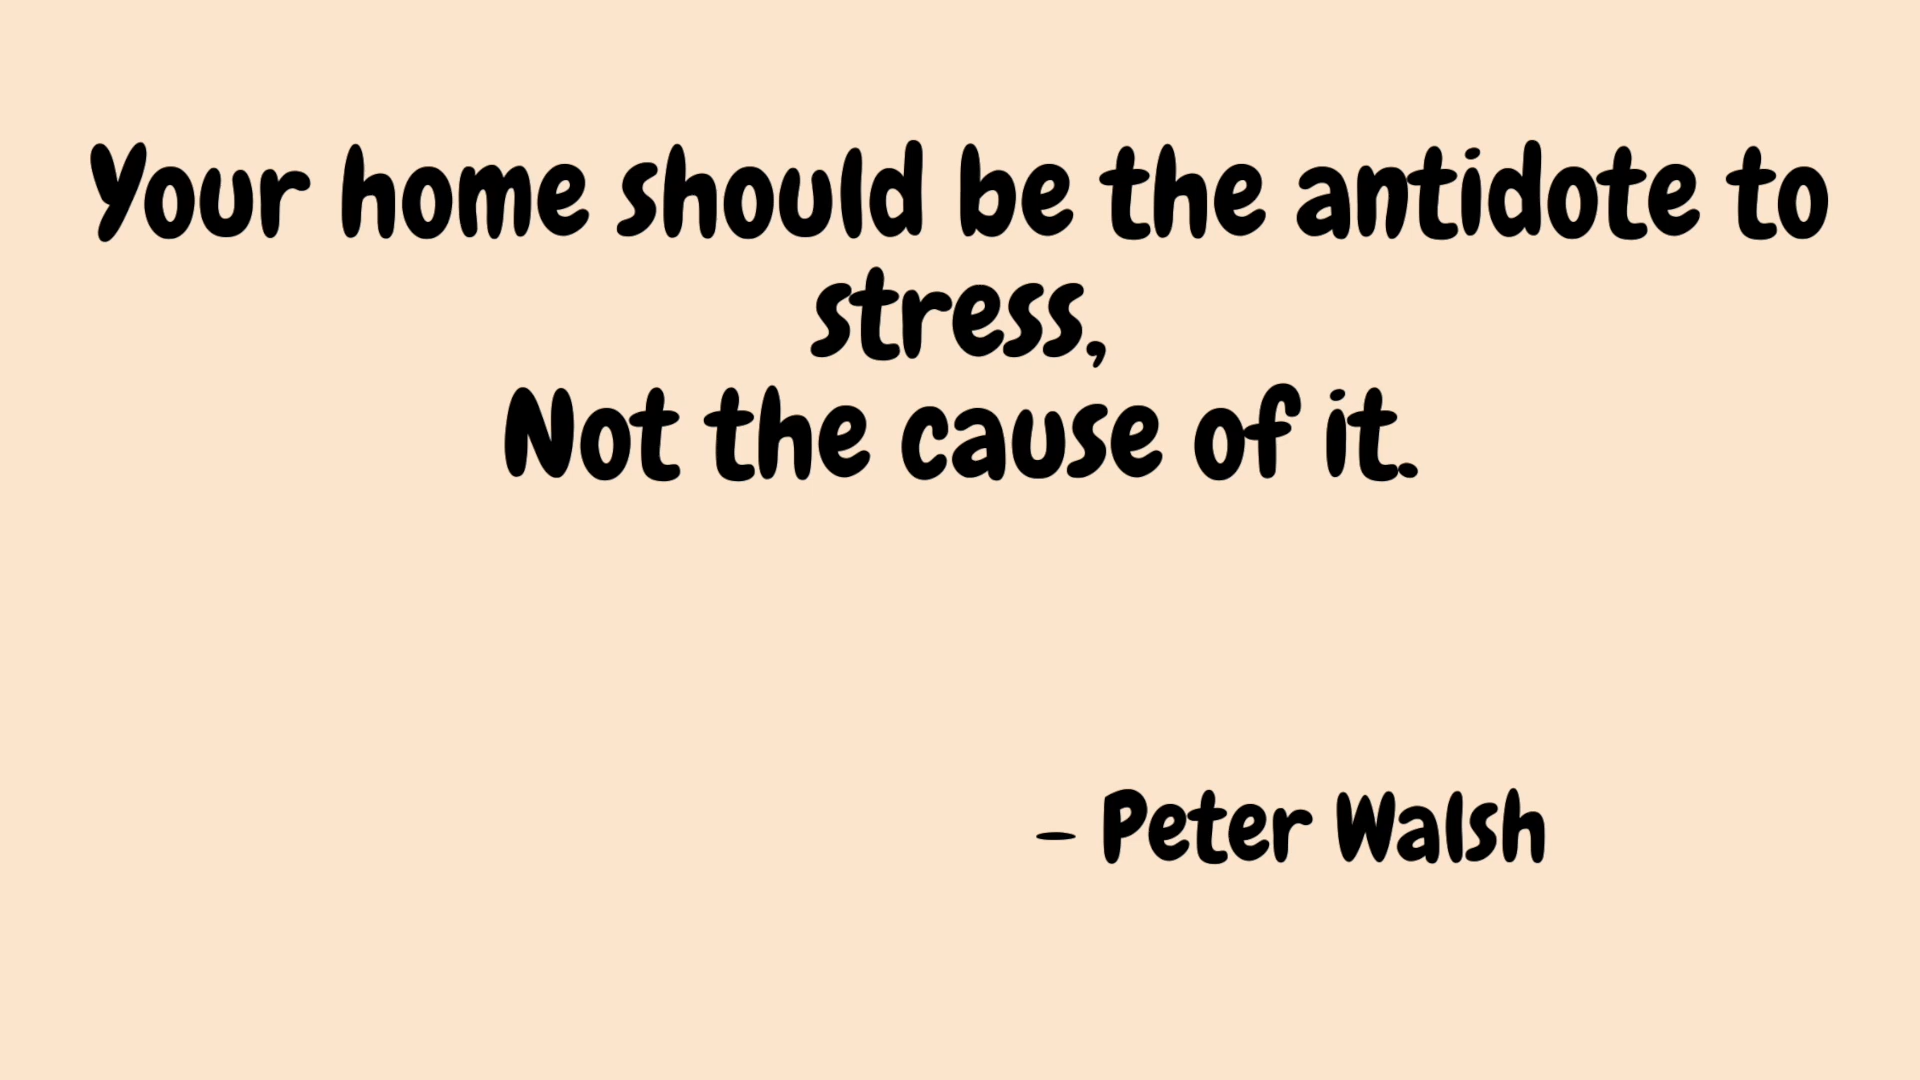 Your home should be the antidote to
stress,
Not the cause of it.
- Peter Walsh